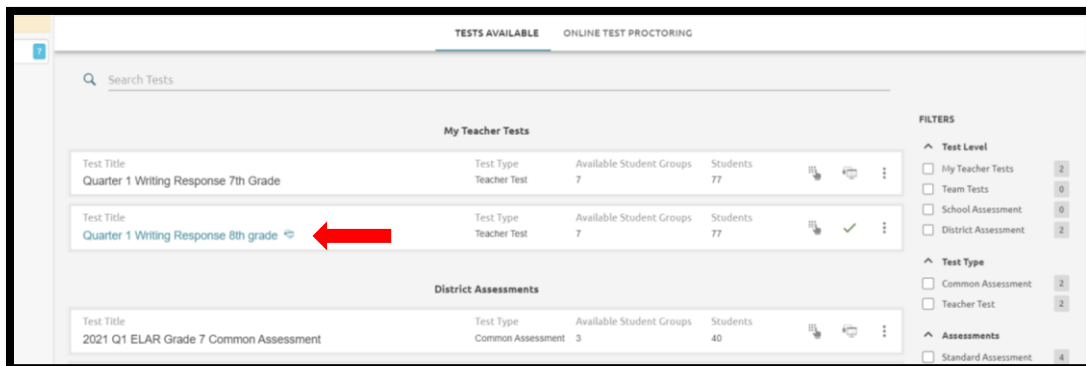 ?
TESTS AVAILABLE ONLINE TEST PROCTORING
Search Tests
My Teacher Tests
Test Title Test Type Available Student Groups Students
Quarter 1 Writing Response 7th Grade Teacher Test 7 77
Test Title Test Type Available Student Groups Students
Quarter 1 Writing Response 8th grade Teacher Test 7 77
District Assessments
Test Title Test Type Available Student Groups Students
2021 Q1 ELAR Grade 7 Common Assessment Common Assessment 3 40
FILTERS
Test Level
My Teacher Tests 2
Team Tests 0
School Assessment 0
District Assessment 2
Test Type
Common Assessment 2
Teacher Test 2
Assessments
Standard Assessment 4